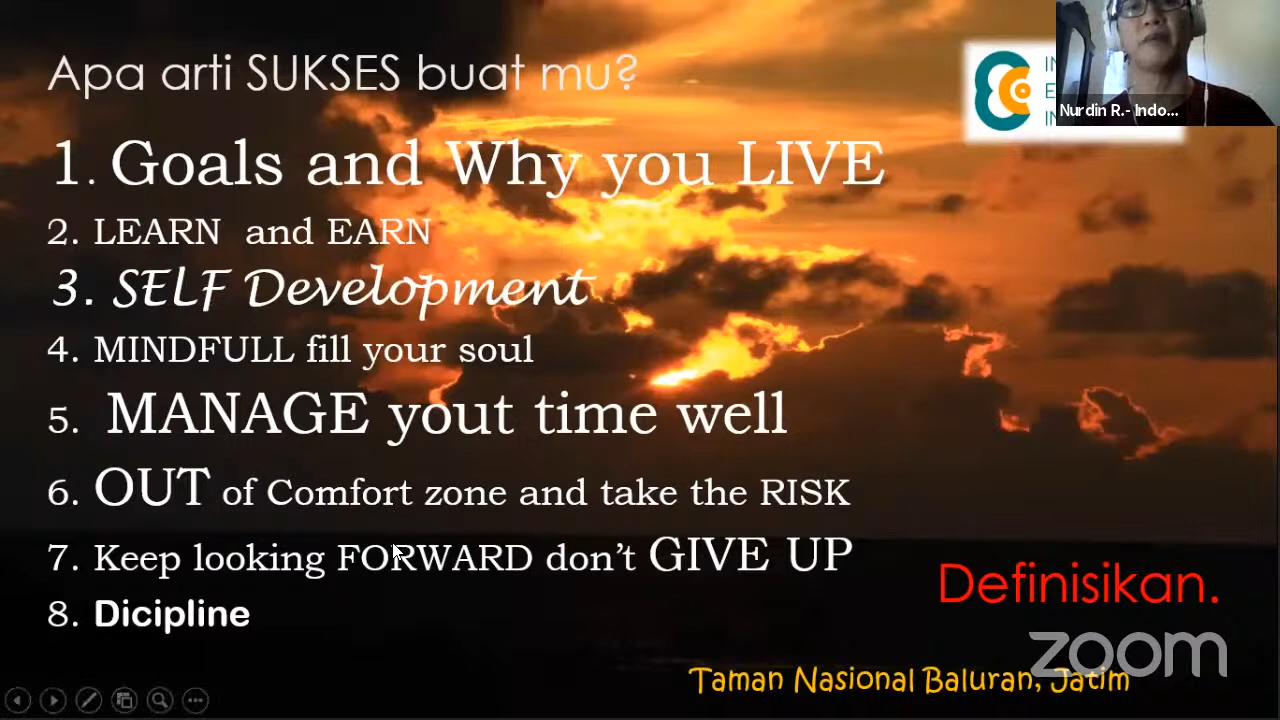 Apa arti SUKSES buat mu?
1. Goals and Why you LIVE
2. LEARN and EARN
3. SELF Development
4. MINDFULL fill your soul
5. MANAGE yout time well
6. OUT of Comfort zone and take the RISK
7. Keep looking FORWARD don't GIVE UP
8. Dicipline
Definisikan.
Taman Nasional Baluran, Jatim
zoom
Nurdin R.- Indo...